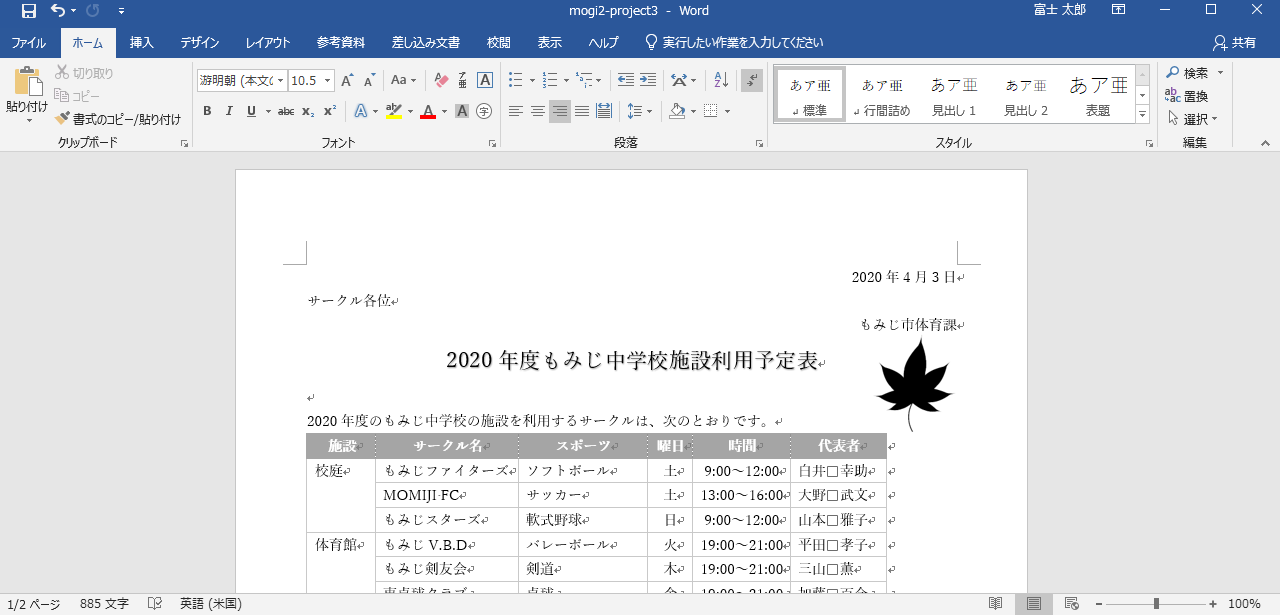 mogi2-project3 - Word
富士 太郎
ファイル ホーム 挿入 デザイン レイアウト 参考資料 差し込み文書 校閲 表示 ヘルプ 実行したい作業を入力してください 共有
貼り付け
切り取り
コピー
書式のコピー/貼り付け
クリップボード
游明朝 (本文の 10.5
フォント
段落
あア亜 標準
あア亜 行間詰め
あア亜 見出し 1
あア亜 見出し 2
あア亜 表題
スタイル
検索
置換
選択
編集
2020 年 4 月 3 日
サークル各位
もみじ市体育課
2020 年度もみじ中学校施設利用予定表
2020 年度のもみじ中学校の施設を利用するサークルは、次のとおりです。
施設 サークル名 スポーツ 曜日 時間 代表者
校庭 もみじファイターズ ソフトボール 土 9:00～12:00 白井□幸助
MOMIJI FC サッカー 土 13:00～16:00 大野□武文
もみじスターズ 軟式野球 日 9:00～12:00 山本□雅子
体育館 もみじ V.B.D バレーボール 火 19:00～21:00 平田□孝子
もみじ剣友会 剣道 木 19:00～21:00 三山□薫
1/2 ページ 885 文字 英語 (米国) 100%